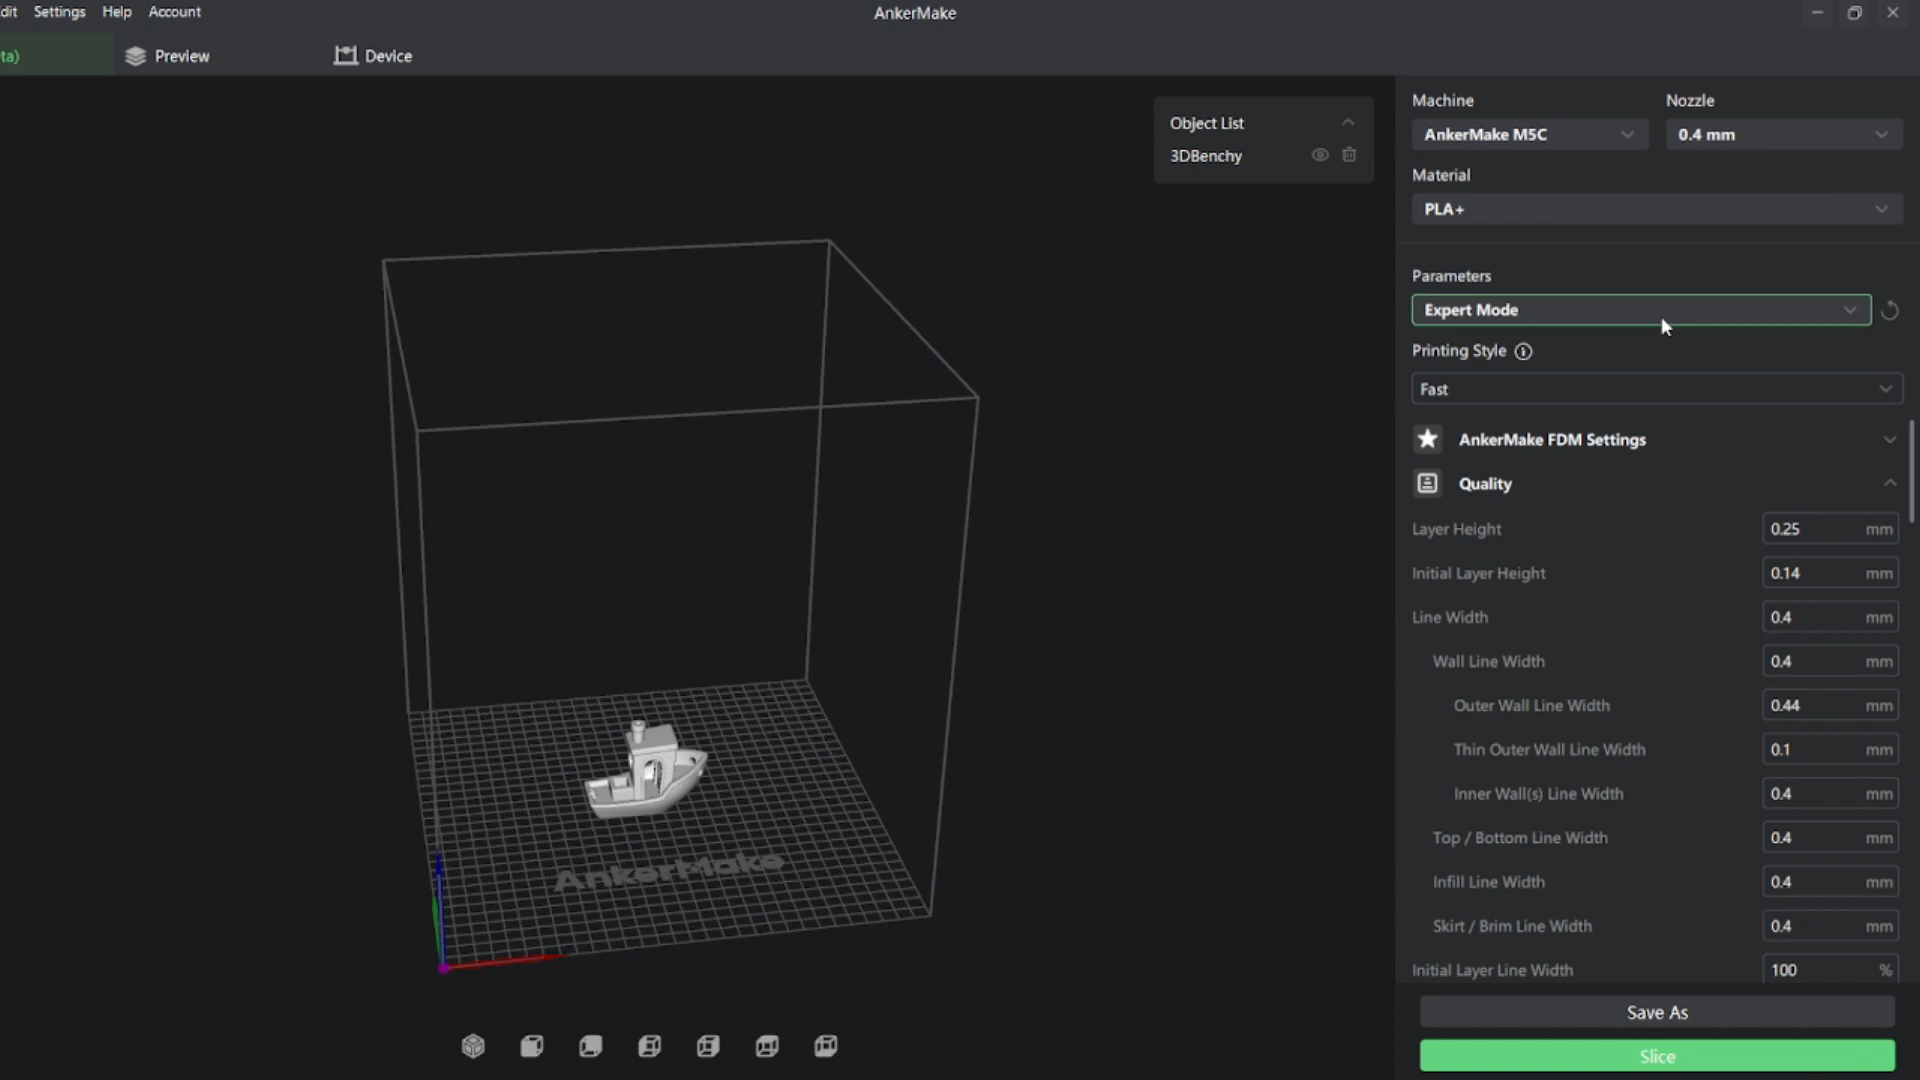 dit Settings Help Account AnkerMake
ta) Preview Device
Object List
3DBenchy
AnkerMake
Machine Nozzle
AnkerMake M5C 0.4 mm
Material
PLA+
Parameters
Expert Mode
Printing Style
Fast
AnkerMake FDM Settings
Quality
Layer Height 0.25 mm
Initial Layer Height 0.14 mm
Line Width 0.4 mm
Wall Line Width 0.4 mm
Outer Wall Line Width 0.44 mm
Thin Outer Wall Line Width 0.1 mm
Inner Wall(s) Line Width 0.4 mm
Top / Bottom Line Width 0.4 mm
Infill Line Width 0.4 mm
Skirt / Brim Line Width 0.4 mm
Initial Layer Line Width 100 %
Save As
Slice